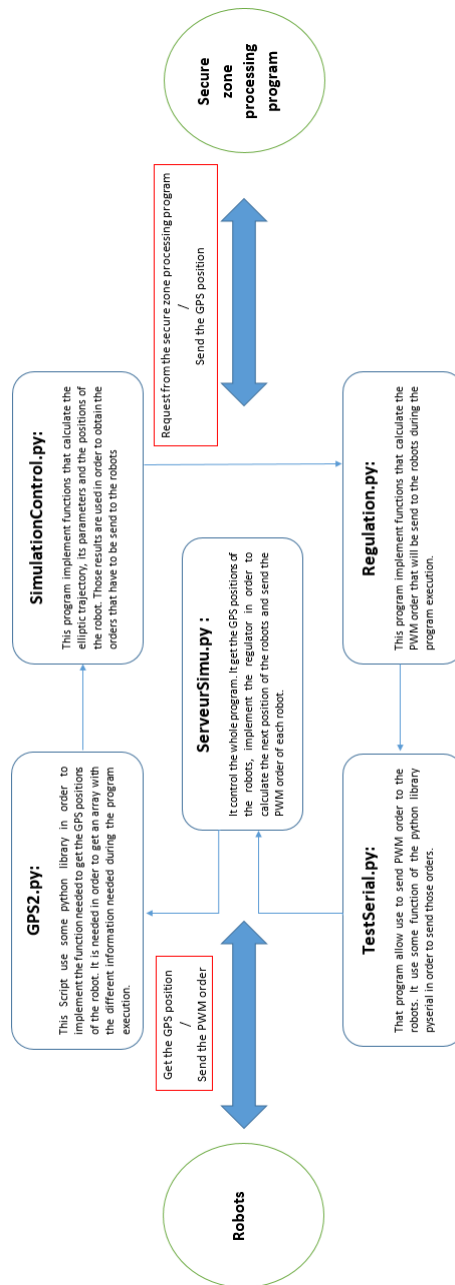 Robots
Get the GPS position
/
Send the PWM order
GPS2.py:
This Script use some python library in order to
implement the function needed to get the GPS positions
of the robot. It is needed in order to get an array with
the different information needed during the program
execution.
SimulationControl.py:
This program implement functions that calculate the
elliptic trajectory, its parameters and the positions of
the robot. Those results are used in order to obtain the
orders that have to be send to the robots
ServeurSimu.py :
It control the whole program. It get the GPS positions of
the robots, implement the regulator in order to
calculate the next position of the robots and send the
PWM order of each robot.
TestSerial.py:
That program allow use to send PWM order to the
robots. It use some function of the python library
pyserial in order to send those orders.
Regulation.py:
This program implement functions that calculate the
PWM order that will be send to the robots during the
program execution.
Request from the secure zone processing program
/
Send the GPS position
Secure
zone
processing
program